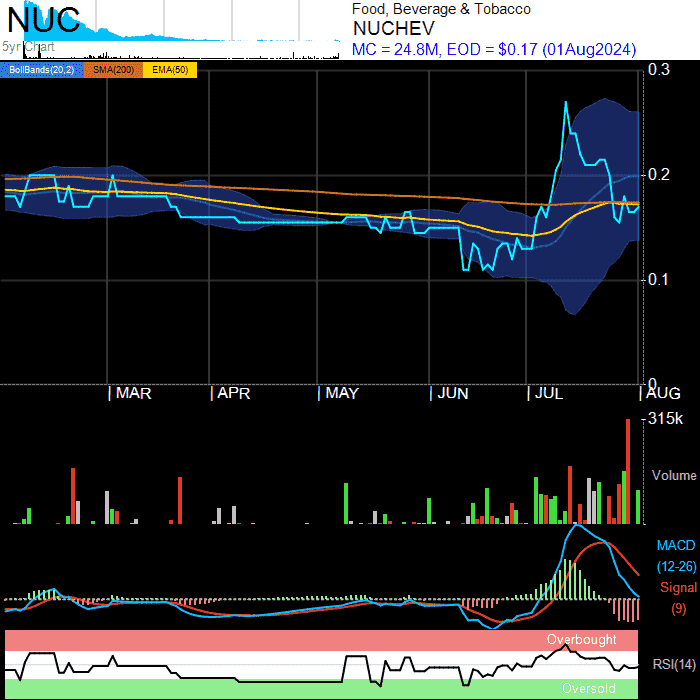 NUC
5yr Chart
Food, Beverage & Tobacco
NUCHEV
MC = 24.8M, EOD = $0.17 (01Aug2024)
BollBands(20,2) SMA(200) EMA(50)
0.3
0.2
0.1
0
MAR APR MAY JUN JUL AUG
315k
Volume
MACD
(12-26)
Signal
(9)
Overbought
RSI(14)
Oversold